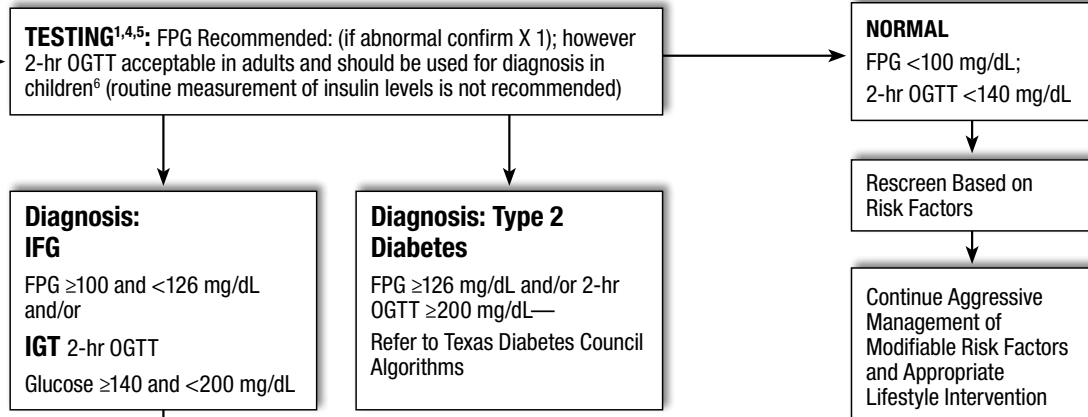 TESTING1,4,5: FPG Recommended: (if abnormal confirm X 1); however
2-hr OGTT acceptable in adults and should be used for diagnosis in
children6 (routine measurement of insulin levels is not recommended)
NORMAL
FPG <100 mg/dL;
2-hr OGTT <140 mg/dL
Rescreen Based on
Risk Factors
Continue Aggressive
Management of
Modifiable Risk Factors
and Appropriate
Lifestyle Intervention
Diagnosis:
IFG
FPG ≥100 and <126 mg/dL
and/or
IGT 2-hr OGTT
Glucose ≥140 and <200 mg/dL
Diagnosis: Type 2
Diabetes
FPG ≥126 mg/dL and/or 2-hr
OGTT ≥200 mg/dL—
Refer to Texas Diabetes Council
Algorithms